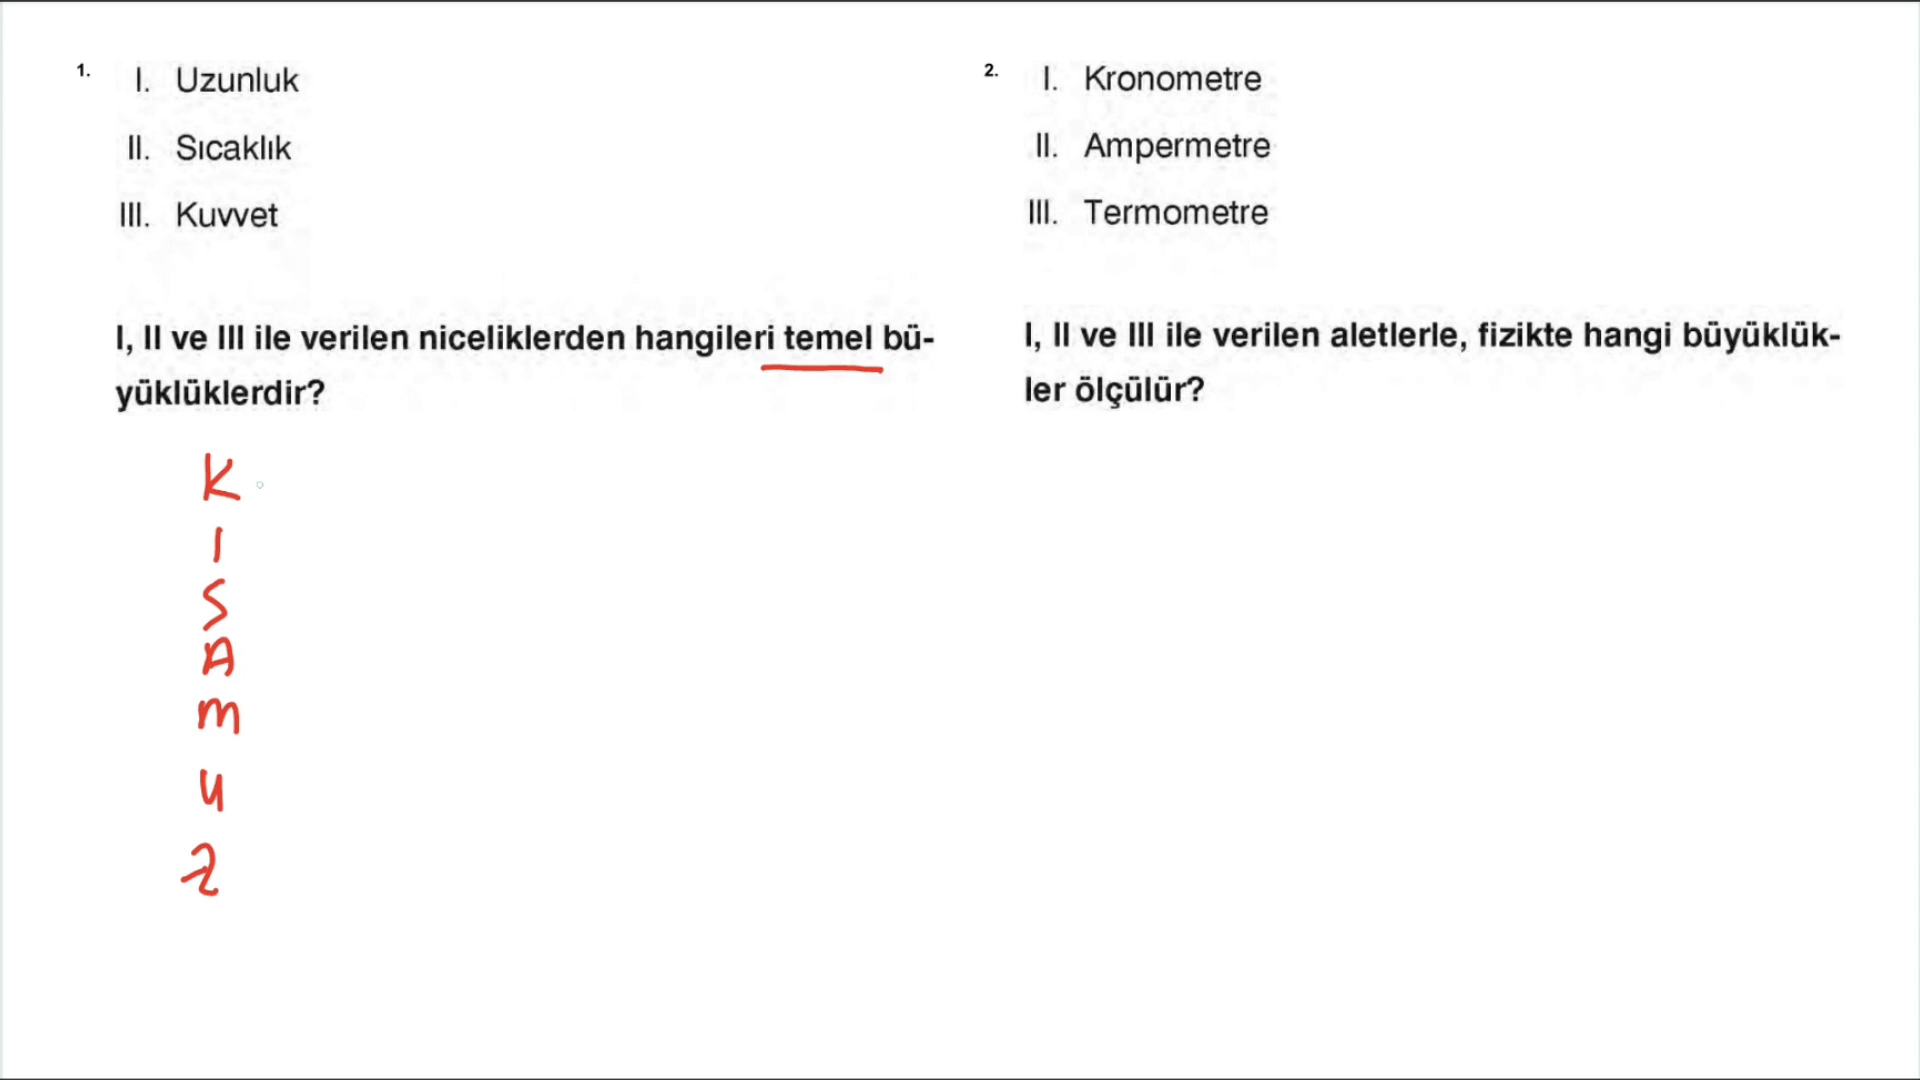 1.
I. Uzunluk
II. Sıcaklık
III. Kuvvet
I, II ve III ile verilen niceliklerden hangileri temel bü-
yüklüklerdir?
K
I
S
A
m
U
Z
2.
I. Kronometre
II. Ampermetre
III. Termometre
I, II ve III ile verilen aletlerle, fizikte hangi büyüklük-
ler ölçülür?